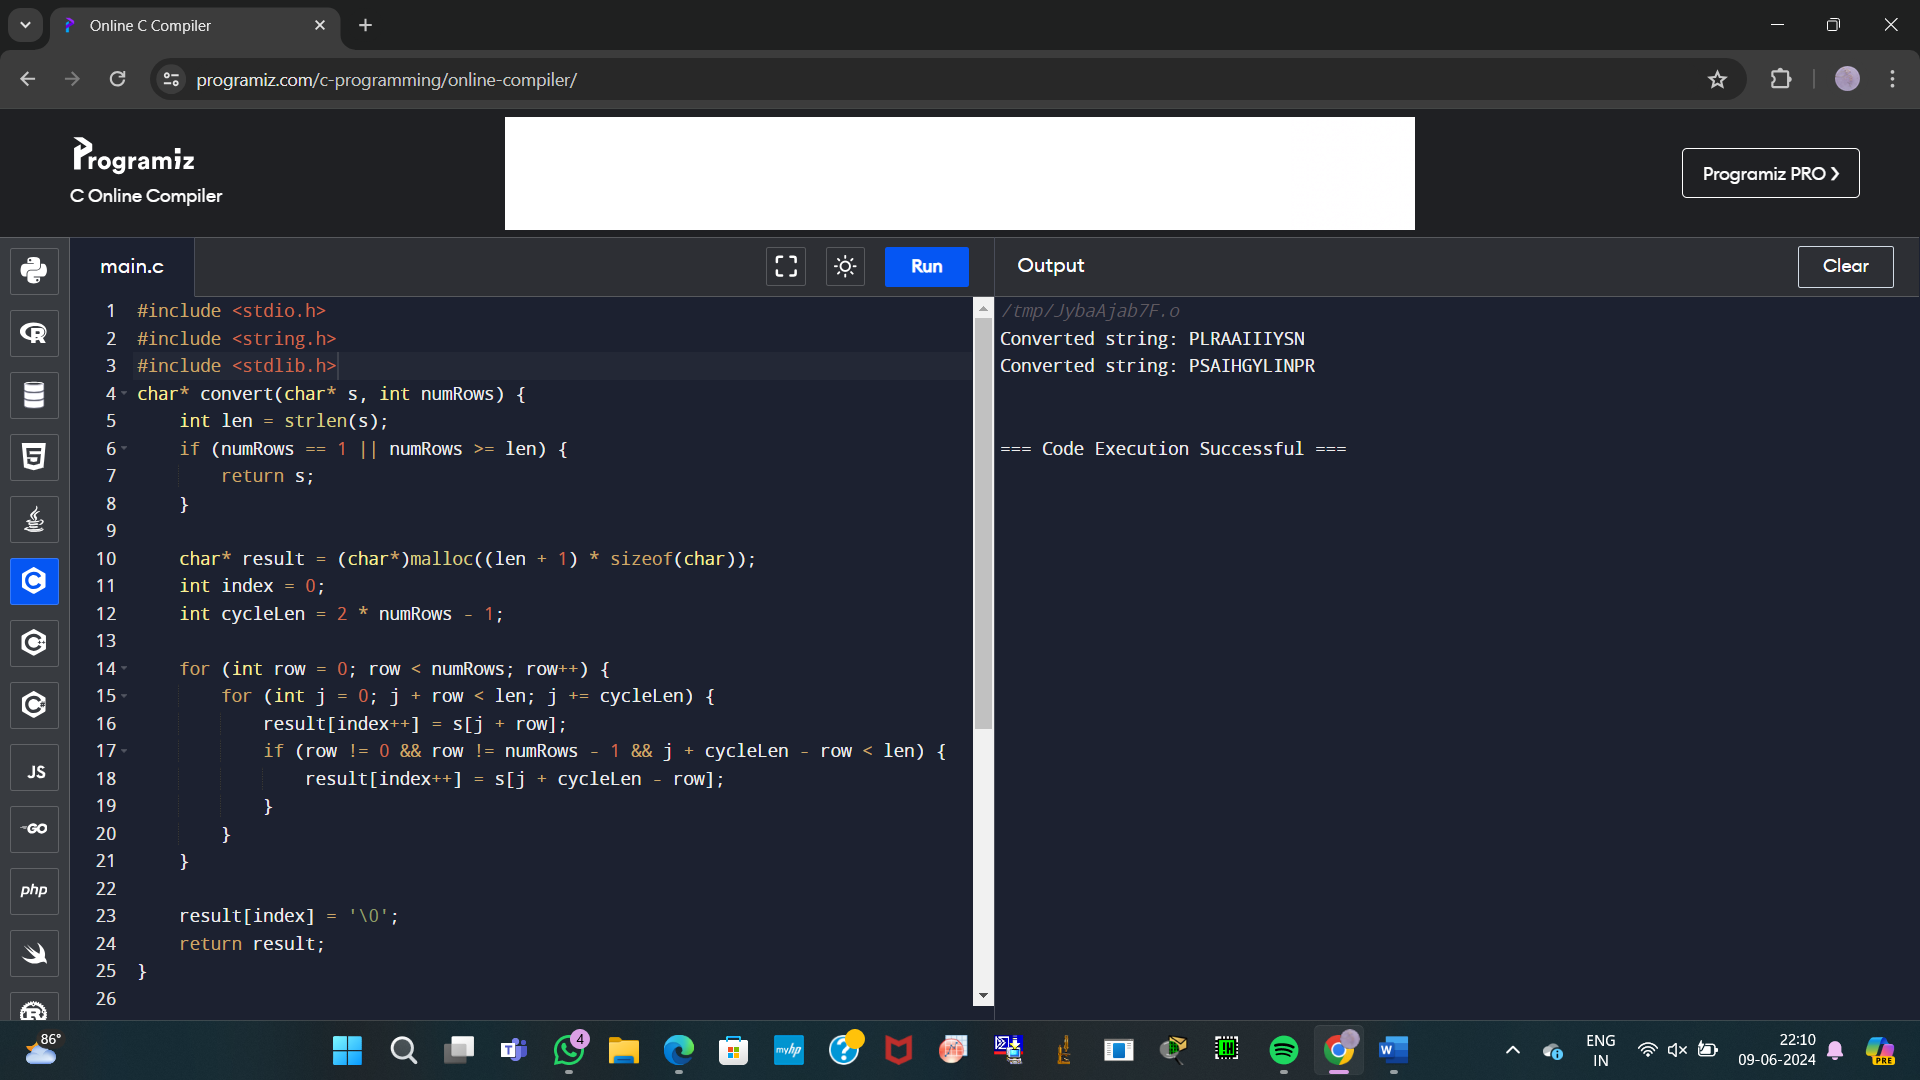 Online C Compiler
programiz.com/c-programming/online-compiler/
Programiz
C Online Compiler
Programiz PRO ❯
main.c
Run
Output
Clear
1 #include <stdio.h>
2 #include <string.h>
3 #include <stdlib.h>
4 char* convert(char* s, int numRows) {
5 int len = strlen(s);
6 if (numRows == 1 || numRows >= len) {
7 return s;
8 }
9
10 char* result = (char*)malloc((len + 1) * sizeof(char));
11 int index = 0;
12 int cycleLen = 2 * numRows - 1;
13
14 for (int row = 0; row < numRows; row++) {
15 for (int j = 0; j + row < len; j += cycleLen) {
16 result[index++] = s[j + row];
17 if (row != 0 && row != numRows - 1 && j + cycleLen - row < len) {
18 result[index++] = s[j + cycleLen - row];
19 }
20 }
21 }
22
23 result[index] = '\0';
24 return result;
25 }
26
/tmp/JybaAjab7F.o
Converted string: PLRAAIIIYSN
Converted string: PSAIHGYLINPR
=== Code Execution Successful ===
JS
GO
php
86°
4
myhp
ENG
IN
22:10
09-06-2024
PRE